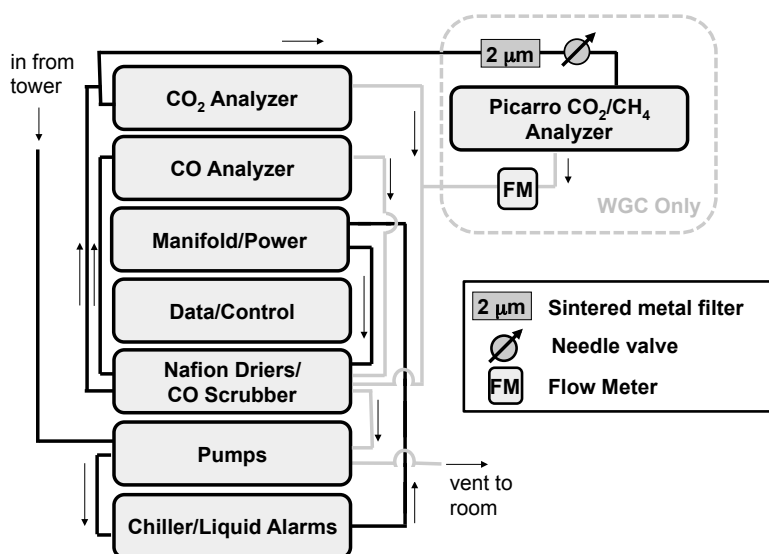 in from
tower
2 μm
CO₂ Analyzer
Picarro CO₂/CH₄
Analyzer
CO Analyzer
FM
WGC Only
Manifold/Power
Data/Control
2 μm Sintered metal filter
Needle valve
FM Flow Meter
Nafion Driers/
CO Scrubber
Pumps
vent to
room
Chiller/Liquid Alarms